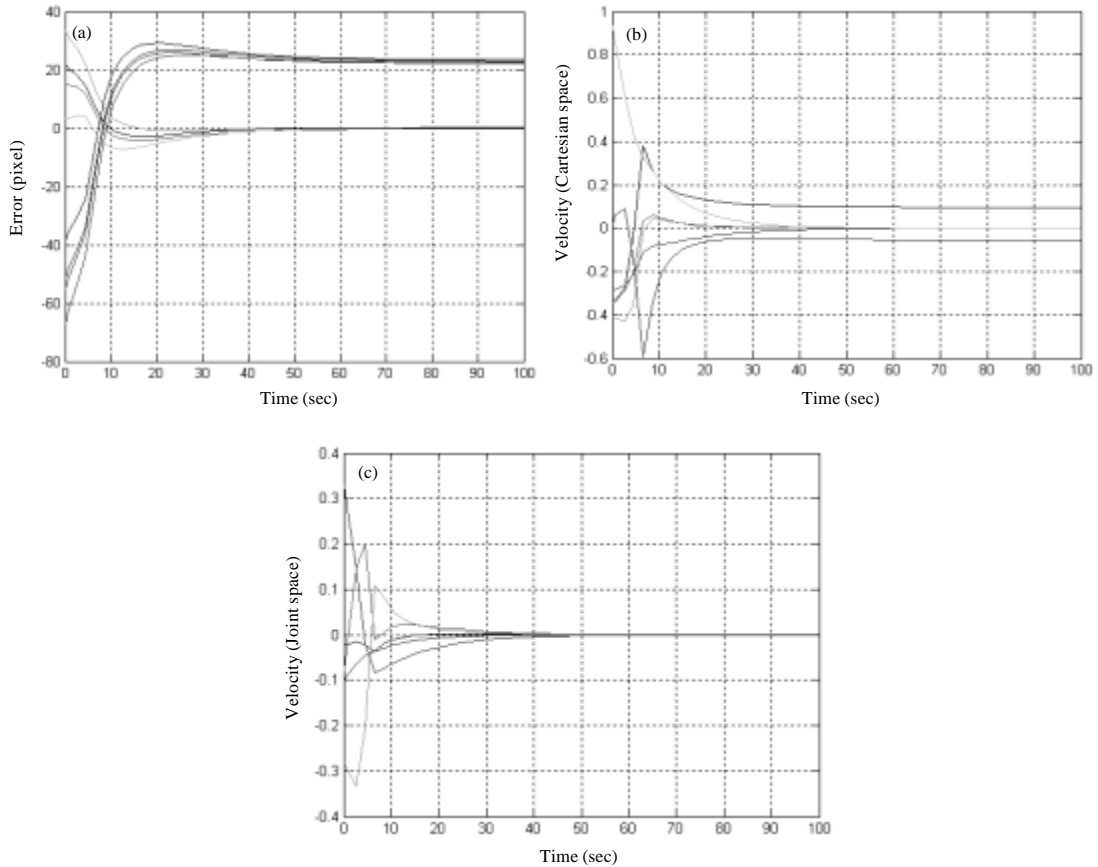 (a)
Error (pixel)
40
20
0
-20
-40
-60
-80
0 10 20 30 40 50 60 70 80 90 100
Time (sec)
(b)
Velocity (Cartesian space)
1
0.8
0.6
0.4
0.2
0
-0.2
-0.4
-0.6
0 10 20 30 40 50 60 70 80 90 100
Time (sec)
(c)
Velocity (Joint space)
0.4
0.3
0.2
0.1
0
-0.1
-0.2
-0.3
-0.4
0 10 20 30 40 50 60 70 80 90 100
Time (sec)